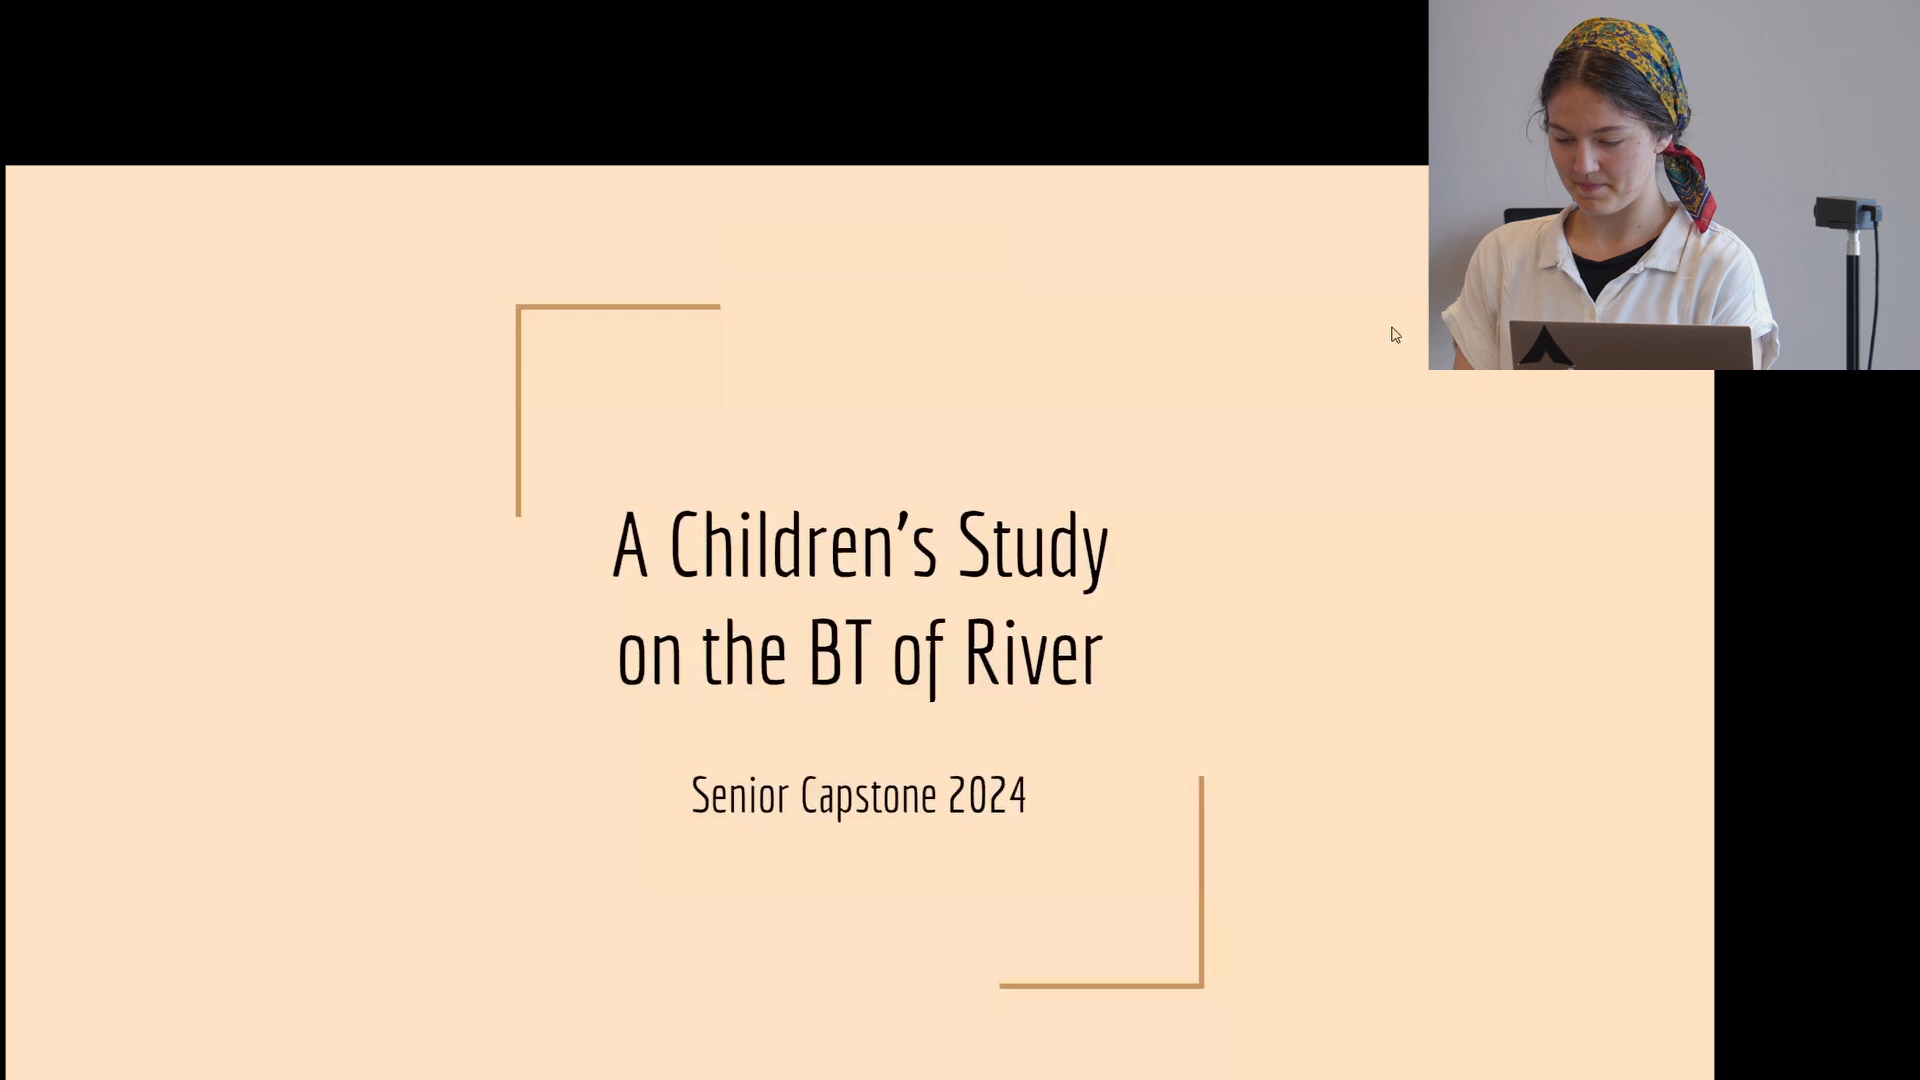 A Children's Study
on the BT of River
Senior Capstone 2024